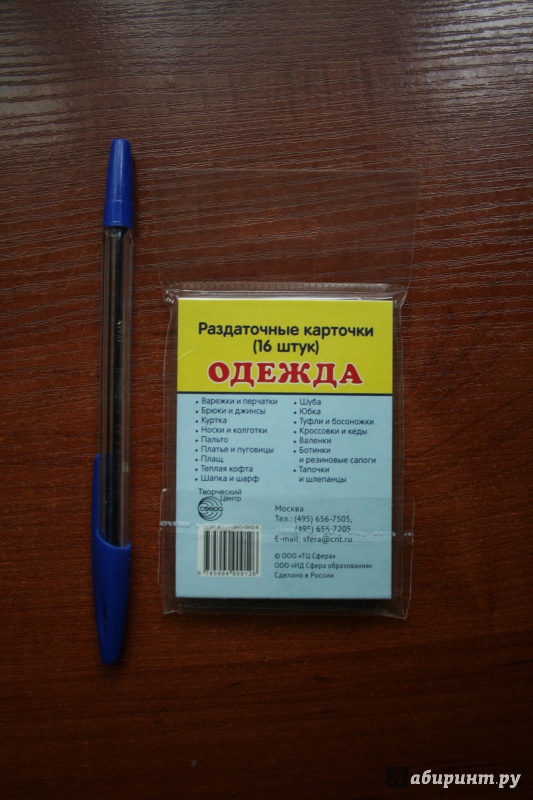 Раздаточные карточки
(16 штук)
ОДЕЖДА
• Варежки и перчатки
• Брюки и джинсы
• Куртка
• Носки и колготки
• Пальто
• Платье и пуговицы
• Плащ
• Теплая кофта
• Шапка и шарф
• Шуба
• Юбка
• Туфли и босоножки
• Кроссовки и кеды
• Валенки
• Ботинки
и резиновые сапоги
• Тапочки
и шлепанцы
Творческий
Центр
СФЕРА
Москва
Тел.: (495) 656-7505,
(495) 656-7205
E-mail: sfera@cnt.ru
© ООО «ТЦ Сфера»
ООО «ИД Сфера образования»
Сделано в России
Лабиринт.ру